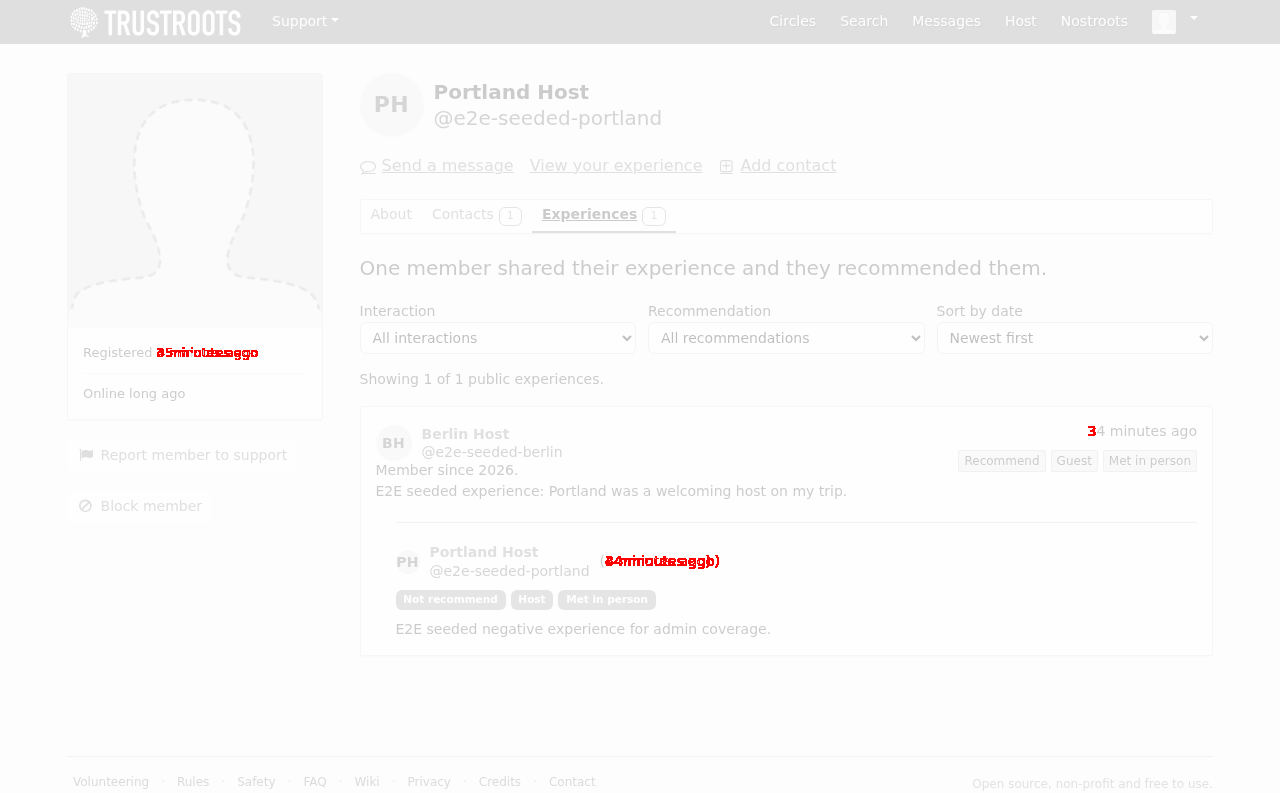 TRUSTROOTS Support Circles Search Messages Host Nostroots
PH Portland Host
@e2e-seeded-portland
Send a message View your experience Add contact
About Contacts 1 Experiences 1
One member shared their experience and they recommended them.
Interaction Recommendation Sort by date
All interactions All recommendations Newest first
Showing 1 of 1 public experiences.
Registered
Online long ago
Report member to support
Block member
BH Berlin Host
@e2e-seeded-berlin
minutes ago
Member since 2026.
Recommend Guest Met in person
E2E seeded experience: Portland was a welcoming host on my trip.
PH Portland Host
@e2e-seeded-portland
Not recommend Host Met in person
E2E seeded negative experience for admin coverage.
Volunteering · Rules · Safety · FAQ · Wiki · Privacy · Credits · Contact
Open source, non-profit and free to use.